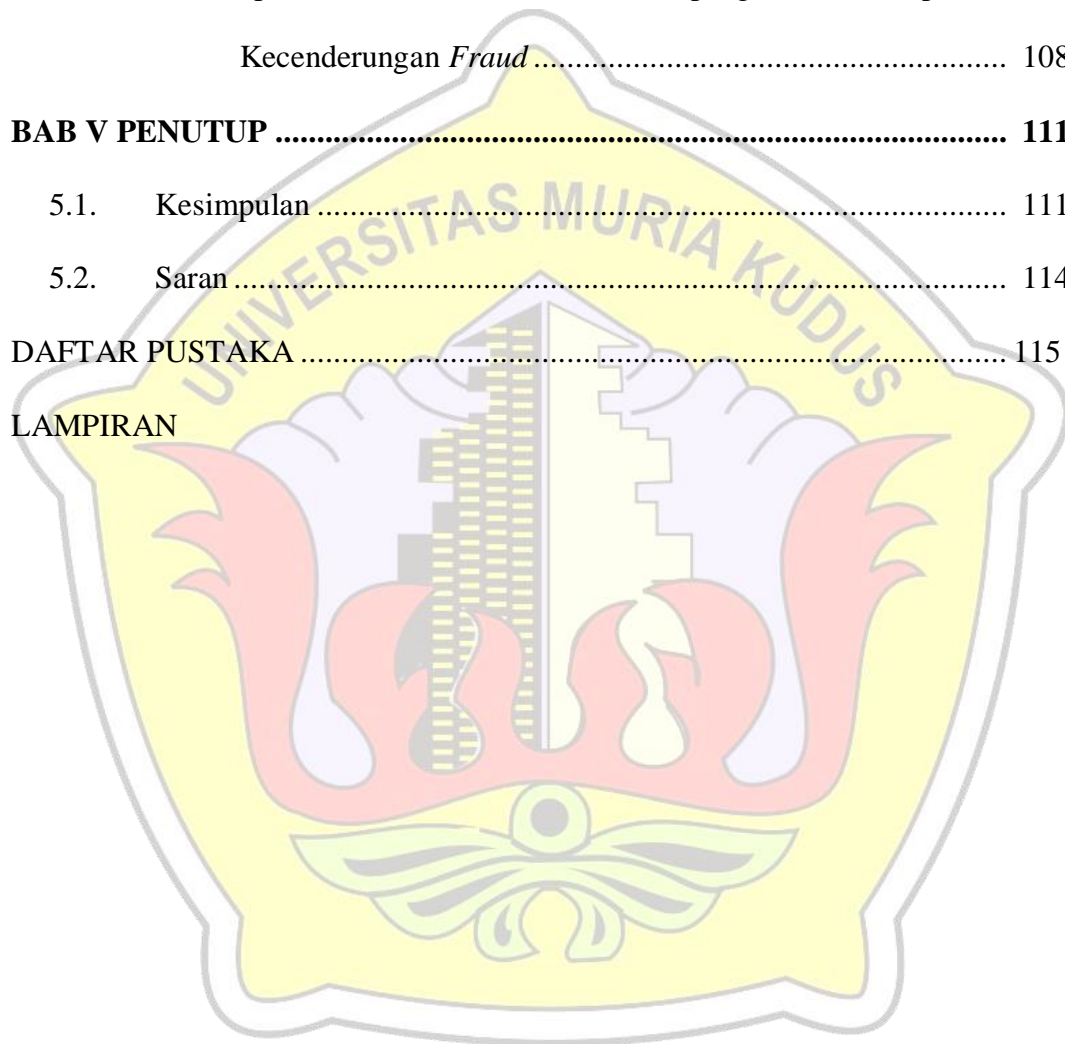 Kecenderungan Fraud ........................................................................ 108
BAB V PENUTUP ............................................................................................................. 111
5.1. Kesimpulan ........................................................................................................ 111
5.2. Saran .................................................................................................................... 114
DAFTAR PUSTAKA ............................................................................................................. 115
LAMPIRAN
UNIVERSITAS MURIA KUDUS